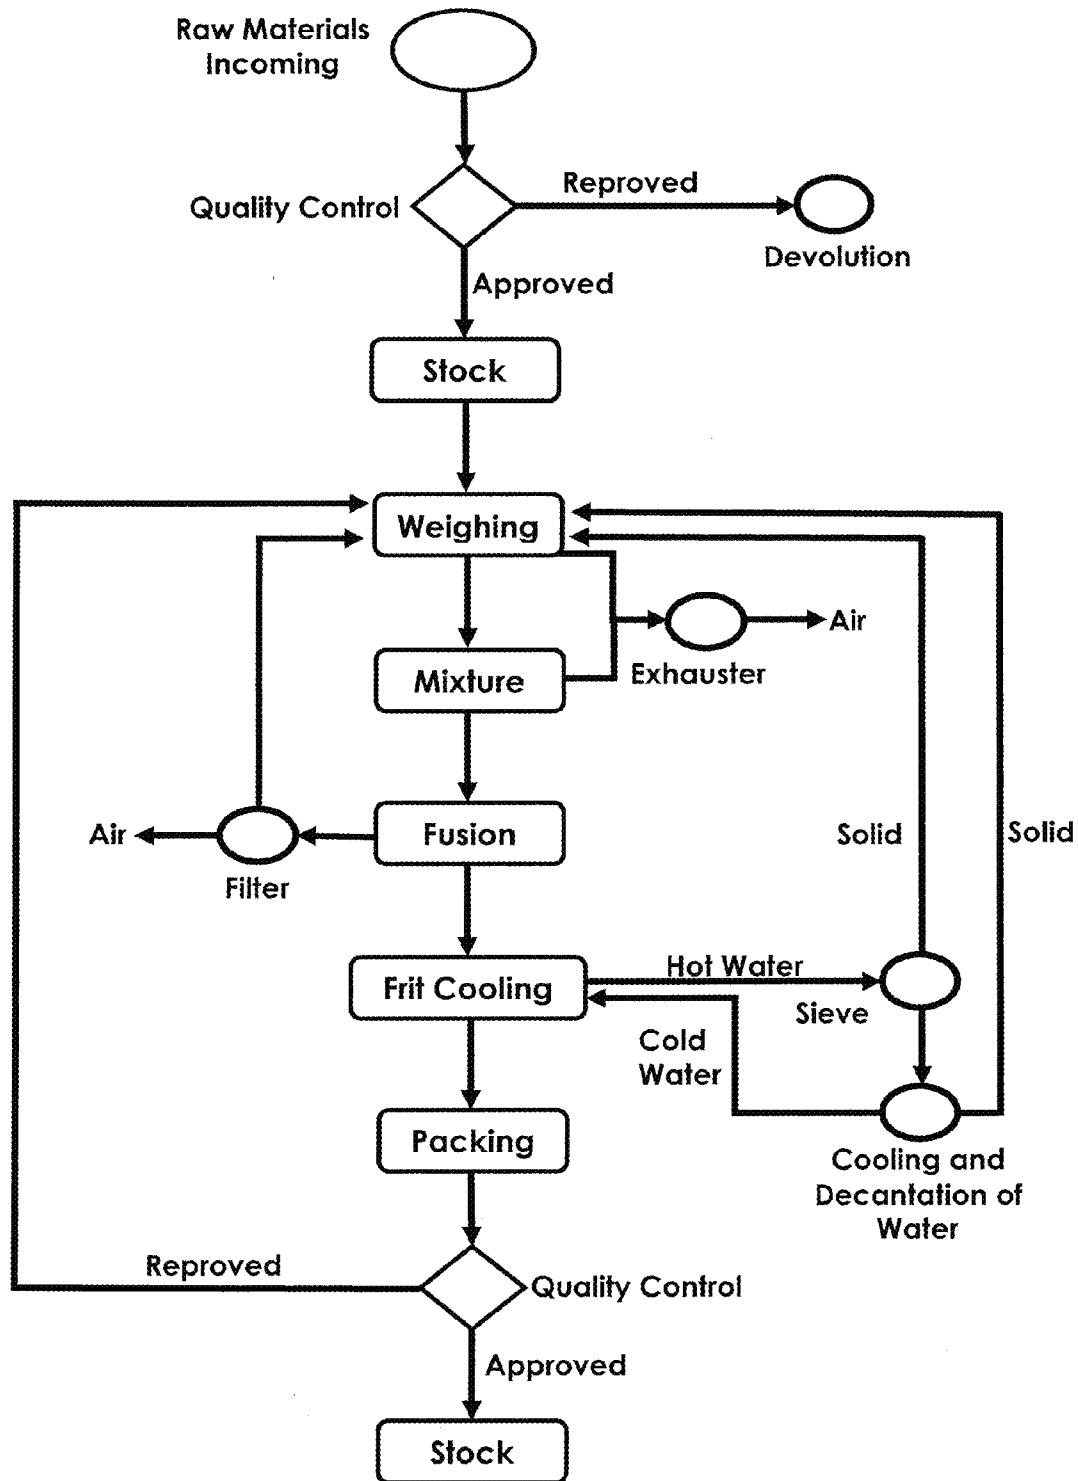 Raw Materials
Incoming
Quality Control
Reproved
Devolution
Approved
Stock
Weighing
Air
Exhauster
Mixture
Air
Filter
Fusion
Solid
Solid
Frit Cooling
Hot Water
Sieve
Cold
Water
Packing
Cooling and
Decantation of
Water
Reproved
Quality Control
Approved
Stock